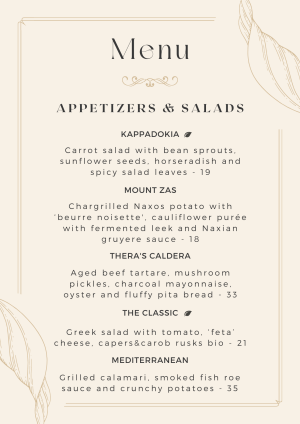 Menu
APPETIZERS & SALADS
KAPPADOKIA
Carrot salad with bean sprouts,
sunflower seeds, horseradish and
spicy salad leaves - 19
MOUNT ZAS
Chargrilled Naxos potato with
'beurre noisette', cauliflower purée
with fermented leek and Naxian
gruyere sauce - 18
THERA'S CALDERA
Aged beef tartare, mushroom
pickles, charcoal mayonnaise,
oyster and fluffy pita bread - 33
THE CLASSIC
Greek salad with tomato, 'feta'
cheese, capers&carob rusks bio - 21
MEDITERRANEAN
Grilled calamari, smoked fish roe
sauce and crunchy potatoes - 35